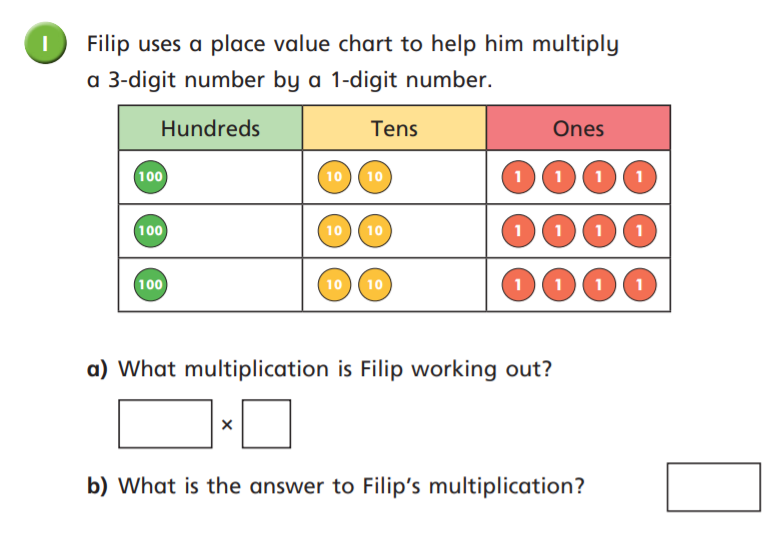 1 Filip uses a place value chart to help him multiply
a 3-digit number by a 1-digit number.
Hundreds Tens Ones
100 10 10 1 1 1 1
100 10 10 1 1 1 1
100 10 10 1 1 1 1
a) What multiplication is Filip working out?
×
b) What is the answer to Filip’s multiplication?